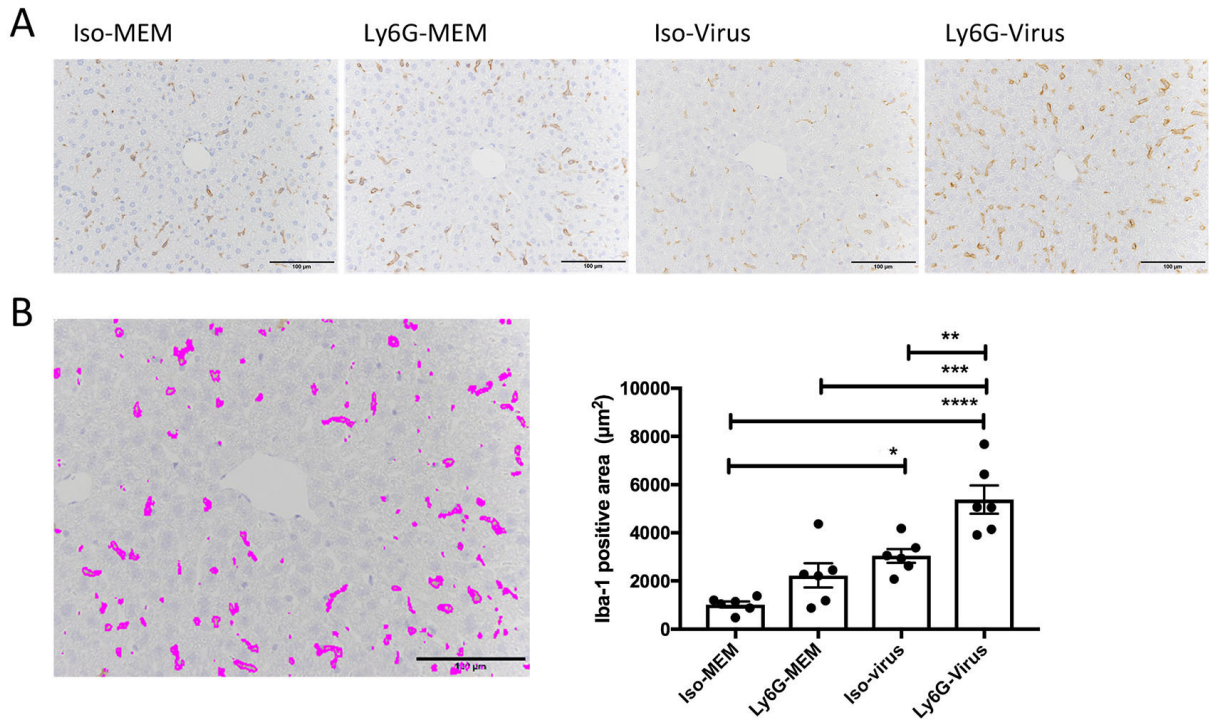 A
Iso-MEM Ly6G-MEM Iso-Virus Ly6G-Virus
100 µm 100 µm 100 µm 100 µm
B
100 µm
**
***
****
*
Iba-1 positive area (µm²)
10000
8000
6000
4000
2000
0
Iso-MEM
Ly6G-MEM
Iso-virus
Ly6G-Virus